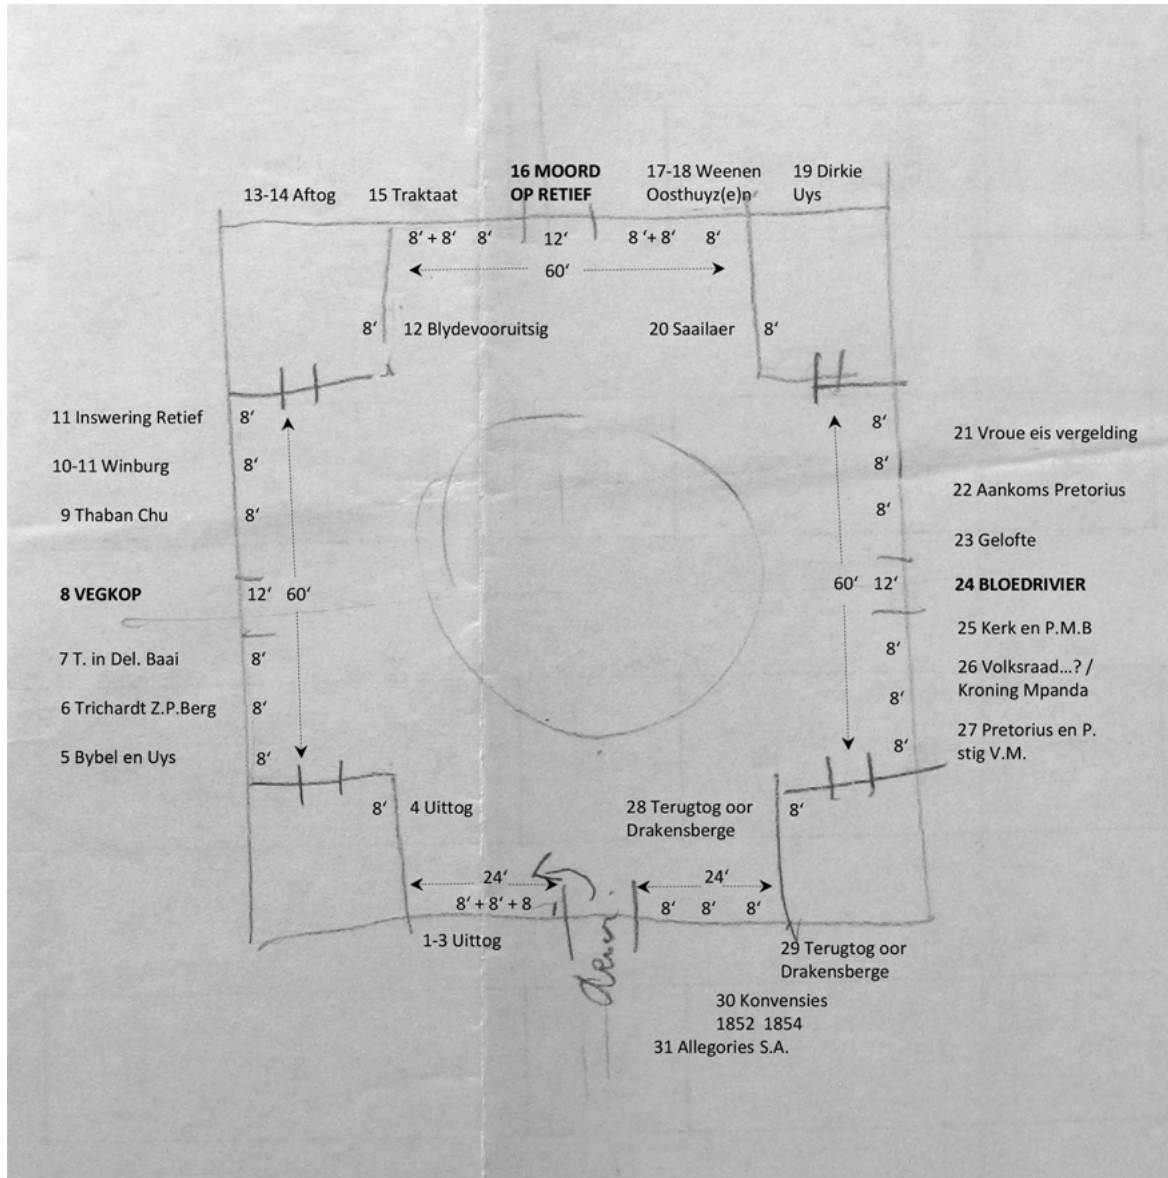 16 MOORD
OP RETIEF
17-18 Weenen
Oosthuyz(e)n
19 Dirkie
Uys
13-14 Aftog
15 Traktaat
8‘ + 8‘ 8‘ 12‘ 8 ‘+ 8‘ 8‘
60‘
8‘ 12 Blydevooruitsig
20 Saailaer 8‘
11 Inswering Retief 8‘
10-11 Winburg 8‘
9 Thaban Chu 8‘
8 VEGKOP 12‘ 60‘
7 T. in Del. Baai 8‘
6 Trichardt Z.P.Berg 8‘
5 Bybel en Uys 8‘
8‘ 21 Vroue eis vergelding
8‘
22 Aankoms Pretorius
8‘
23 Gelofte
60‘ 12‘ 24 BLOEDRIVIER
25 Kerk en P.M.B
8‘
26 Volksraad...? /
Kroning Mpanda
8‘
27 Pretorius en P.
stig V.M.
8‘
8‘ 4 Uittog
28 Terugtog oor
Drakensberge
8‘
24‘ 24‘
8‘ + 8‘ + 8 8‘ 8‘ 8‘
1-3 Uittog
29 Terugtog oor
Drakensberge
30 Konvensies
1852 1854
31 Allegories S.A.